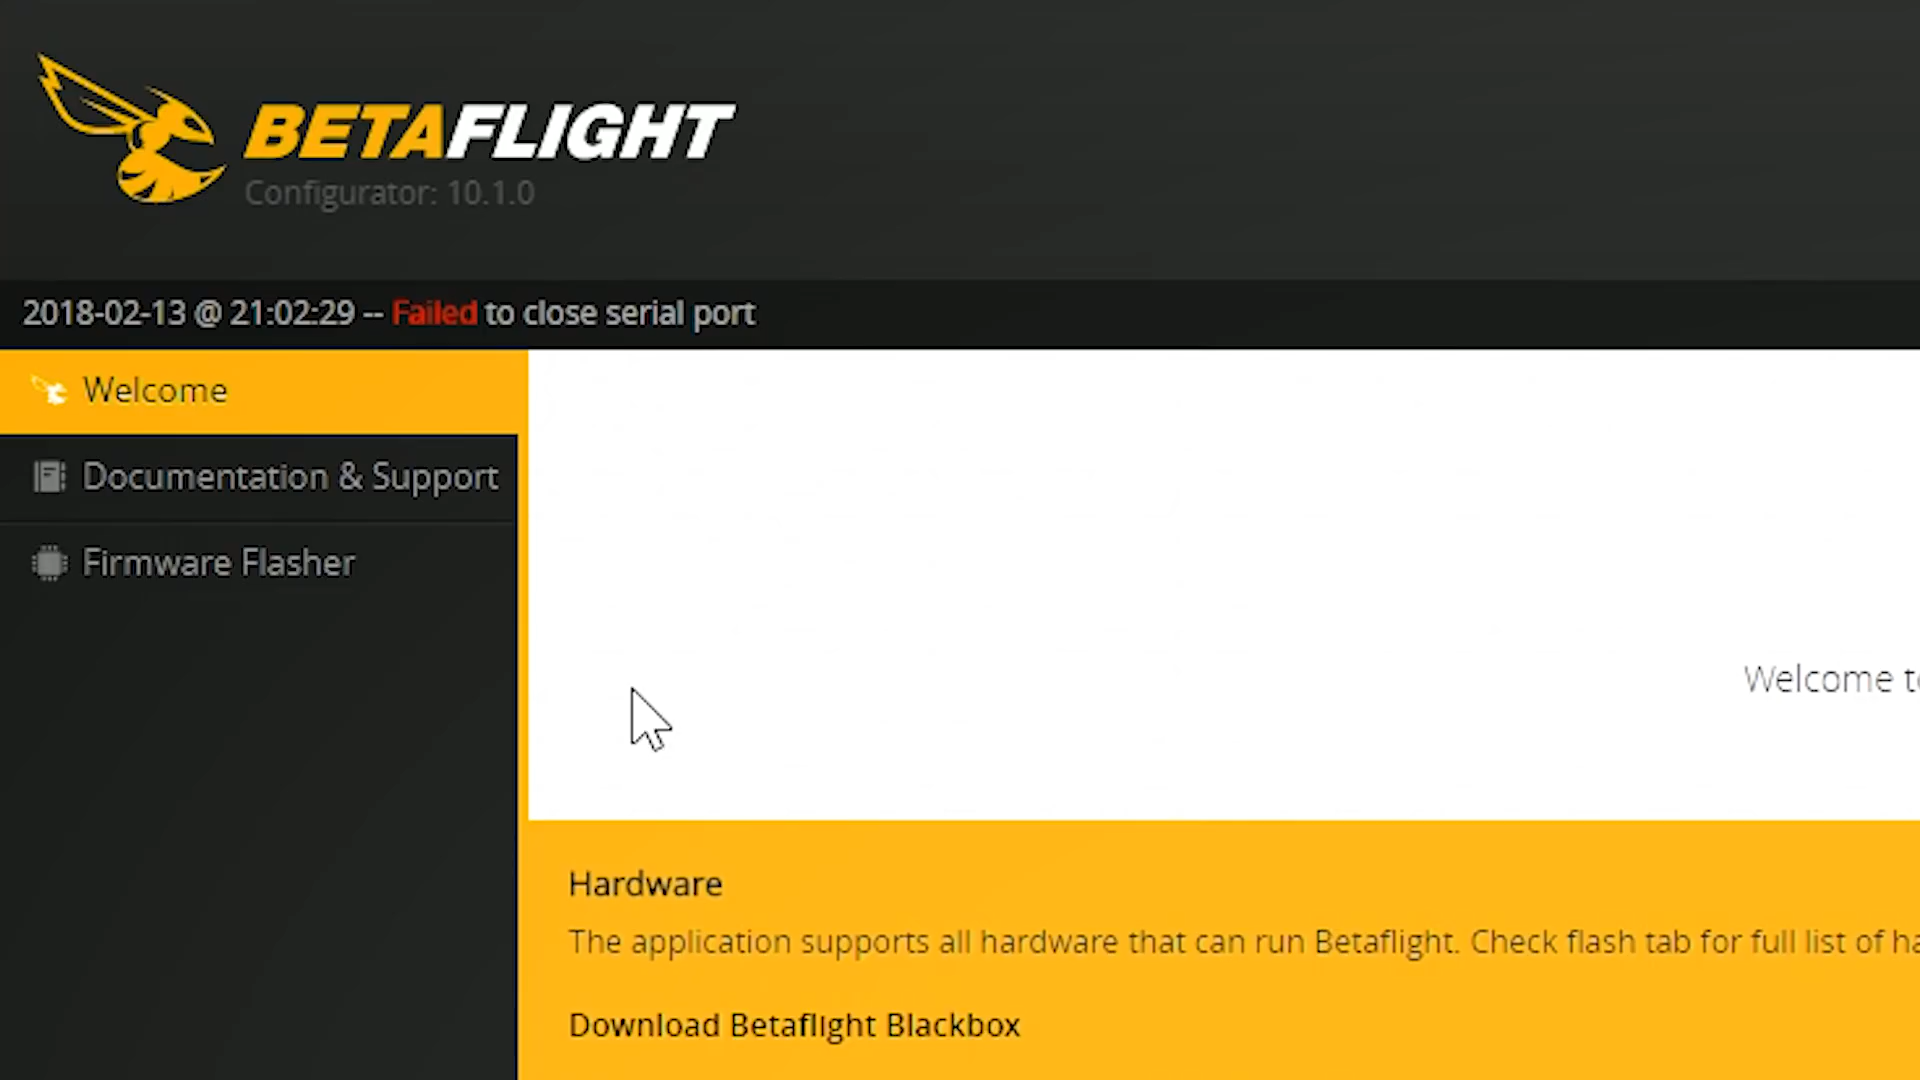 BETAFLIGHT
Configurator: 10.1.0
2018-02-13 @ 21:02:29 -- Failed to close serial port
Welcome
Documentation & Support
Firmware Flasher
Welcome
Hardware
The application supports all hardware that can run Betaflight. Check flash tab for full list of
Download Betaflight Blackbox